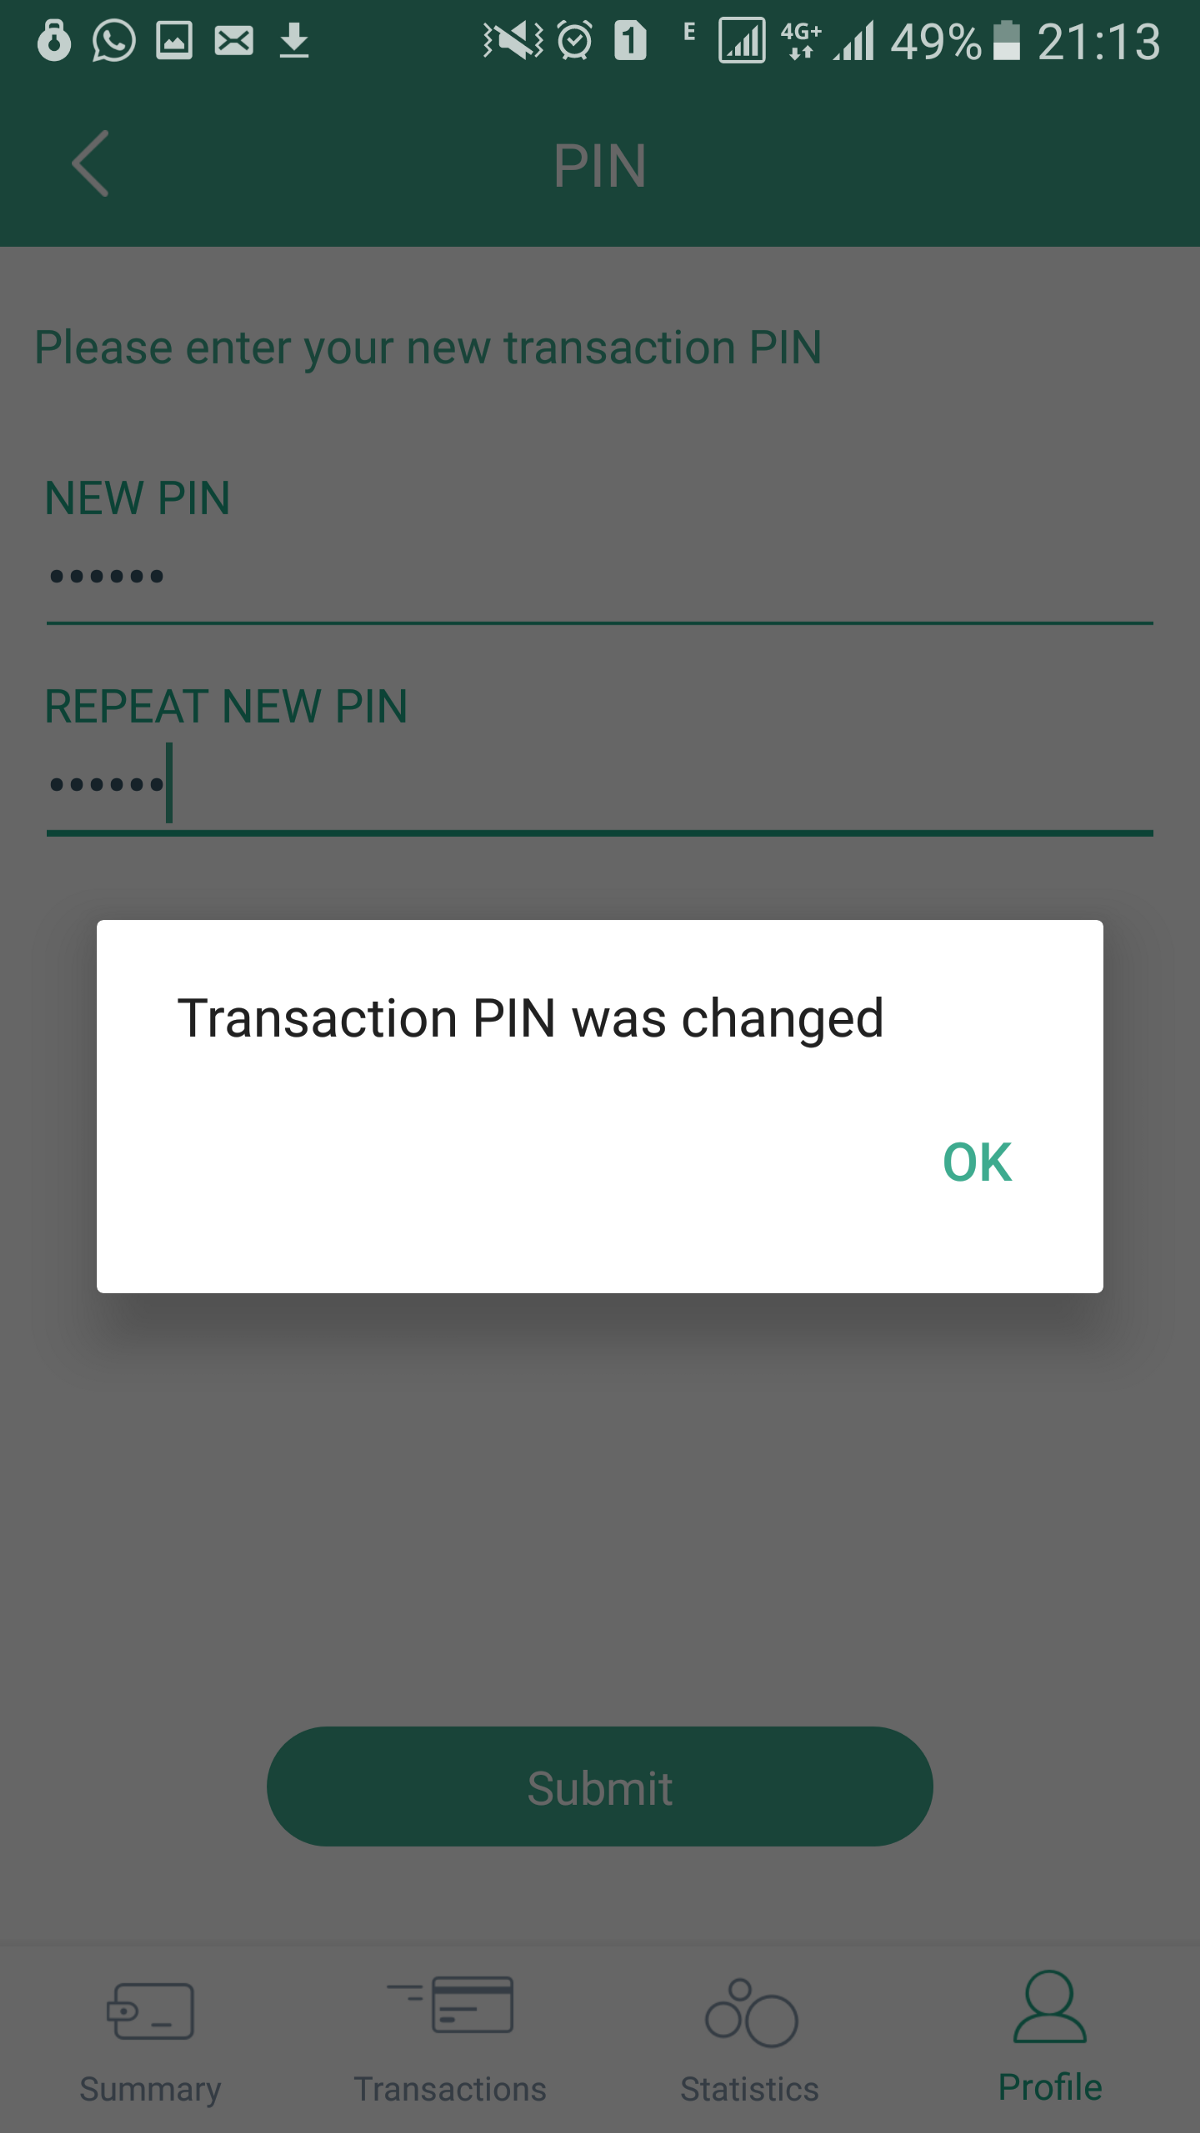 1 E 4G+ 49% 21:13
PIN
Please enter your new transaction PIN
NEW PIN
••••••
REPEAT NEW PIN
••••••
Transaction PIN was changed
OK
Submit
Summary Transactions Statistics Profile